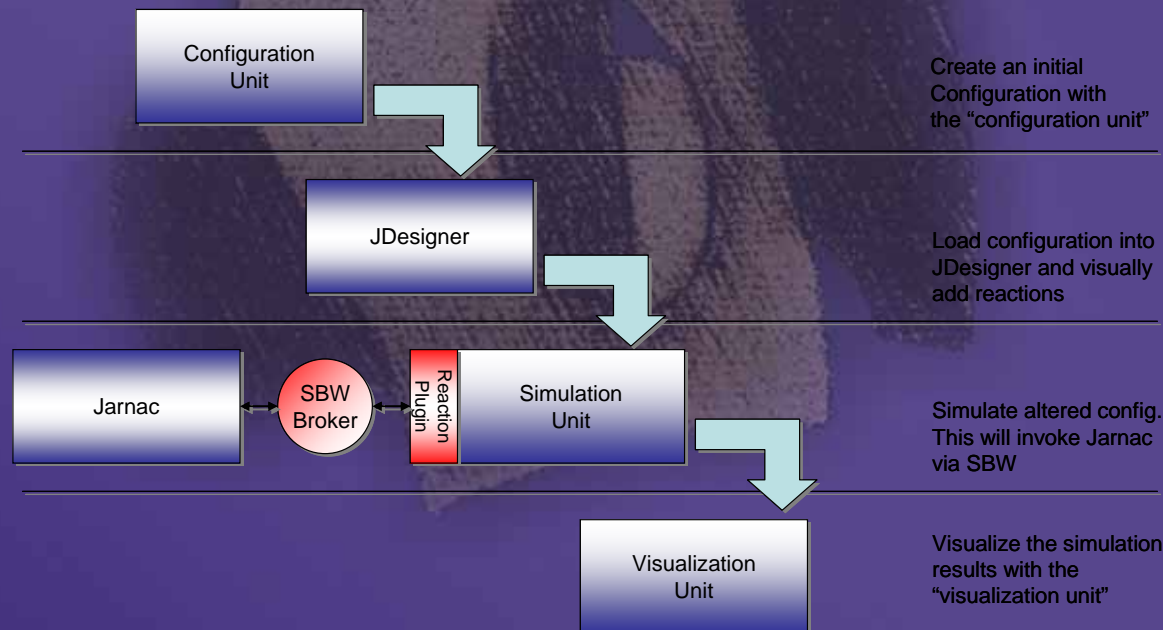 Configuration
Unit
Create an initial
Configuration with
the “configuration unit”
JDesigner
Load configuration into
JDesigner and visually
add reactions
Jarnac
SBW
Broker
Reaction
Plugin
Simulation
Unit
Simulate altered config.
This will invoke Jarnac
via SBW
Visualization
Unit
Visualize the simulation
results with the
“visualization unit”